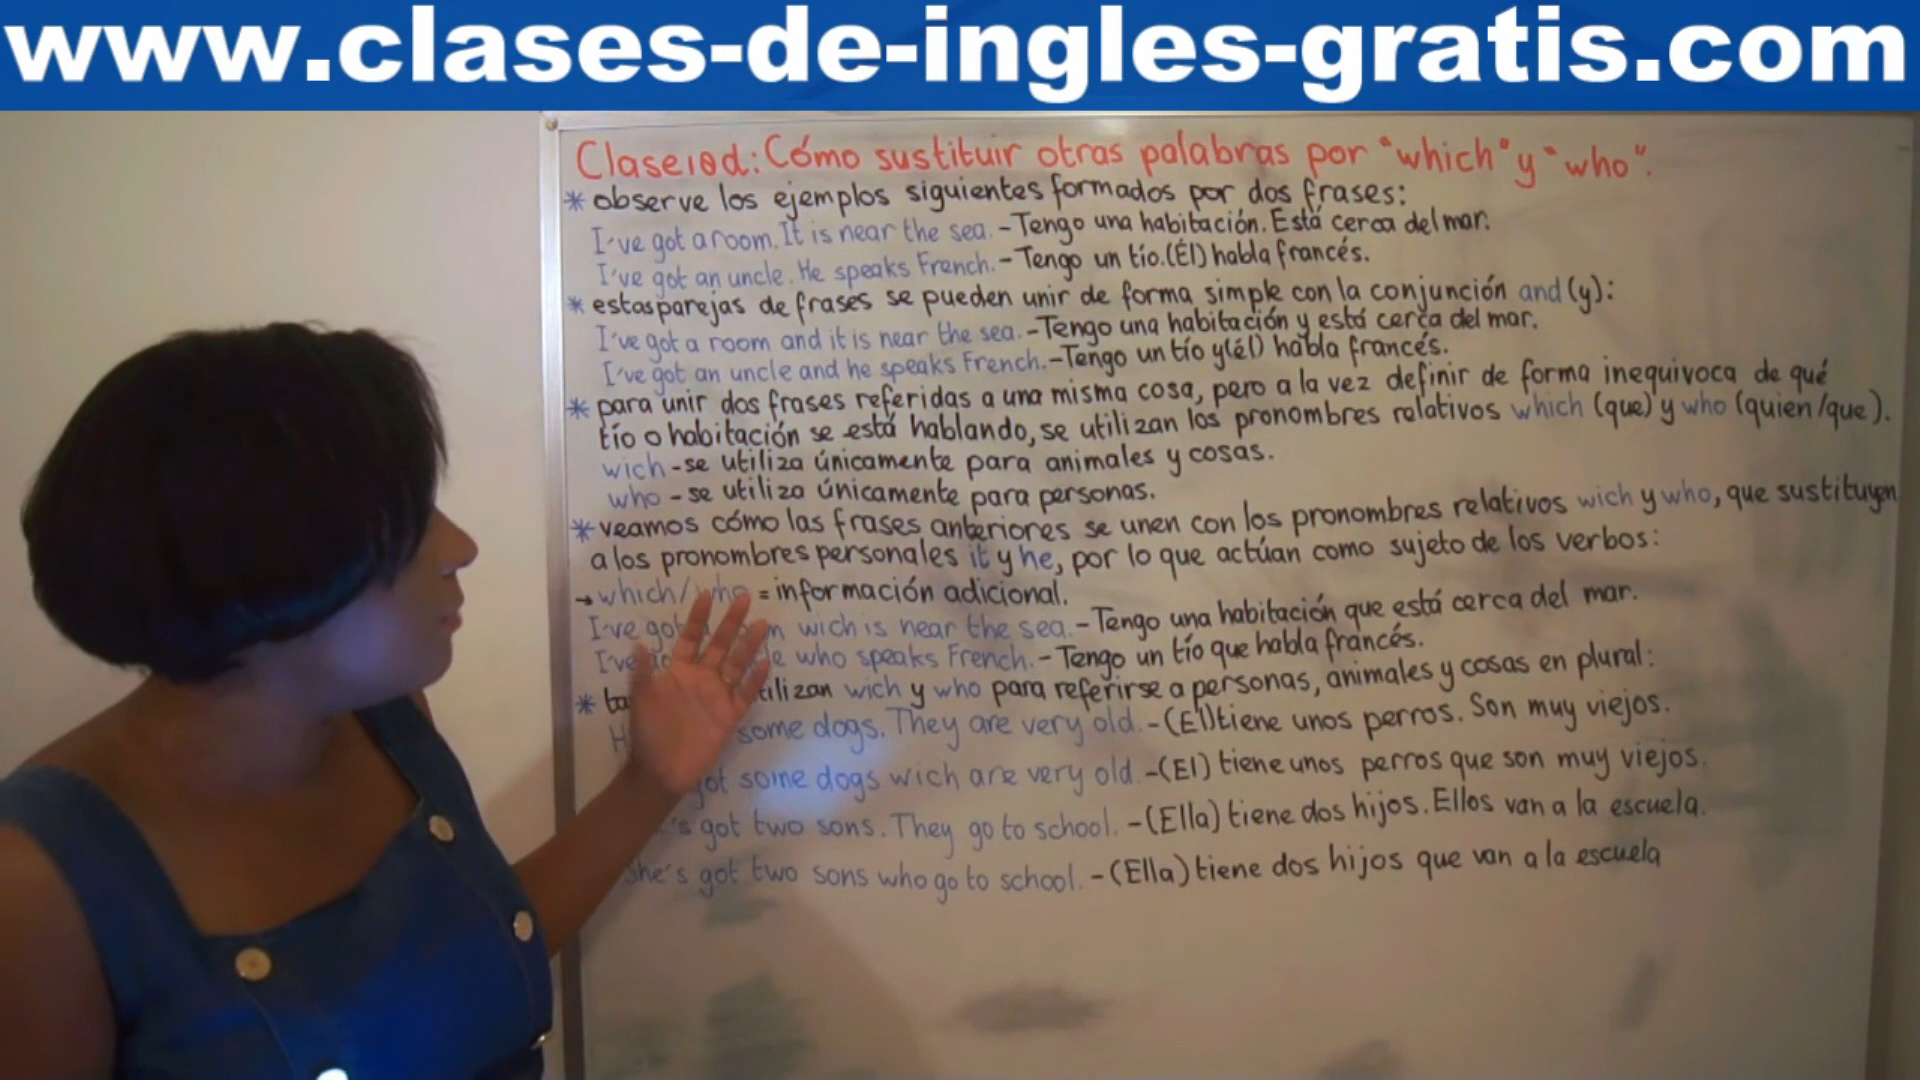 www.clases-de-ingles-gratis.com
Clase10d: Cómo sustituir otras palabras por "which" y "who".
* observe los ejemplos siguientes formados por dos frases:
I've got a room. It is near the sea. - Tengo una habitación. Está cerca del mar.
I've got an uncle. He speaks French. - Tengo un tío. (Él) habla francés.
* estas parejas de frases se pueden unir de forma simple con la conjunción and (y):
I've got a room and it is near the sea. - Tengo una habitación y está cerca del mar.
I've got an uncle and he speaks French. - Tengo un tío y (él) habla francés.
* para unir dos frases referidas a una misma cosa, pero a la vez definir de forma inequivoca de qué
tío o habitación se está hablando, se utilizan los pronombres relativos which (que) y who (quien/que).
wich - se utiliza únicamente para animales y cosas.
who - se utiliza únicamente para personas.
* veamos cómo las frases anteriores se unen con los pronombres relativos wich y who, que sustituyen
a los pronombres personales it y he, por lo que actúan como sujeto de los verbos:
→ which/who = información adicional.
I've got wich is near the sea. - Tengo una habitación que está cerca del mar.
I've who speaks French. - Tengo un tío que habla francés.
* utilizan wich y who para referirse a personas, animales y cosas en plural:
some dogs. They are very old. - (El) tiene unos perros. Son muy viejos.
got some dogs wich are very old. - (El) tiene unos perros que son muy viejos.
's got two sons. They go to school. - (Ella) tiene dos hijos. Ellos van a la escuela.
She's got two sons who go to school. - (Ella) tiene dos hijos que van a la escuela